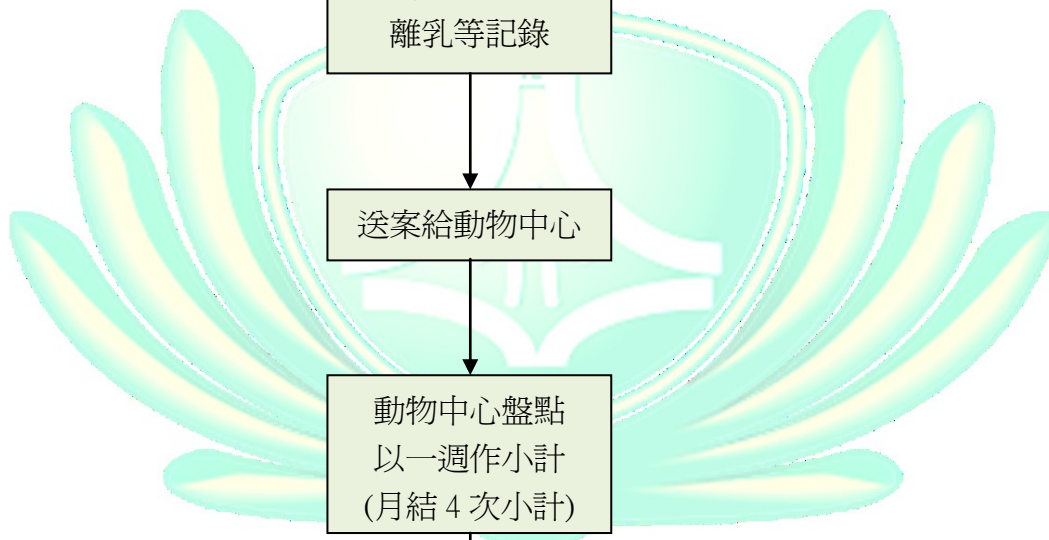 離乳等記錄
送案給動物中心
動物中心盤點
以一週作小計
(月結 4 次小計)